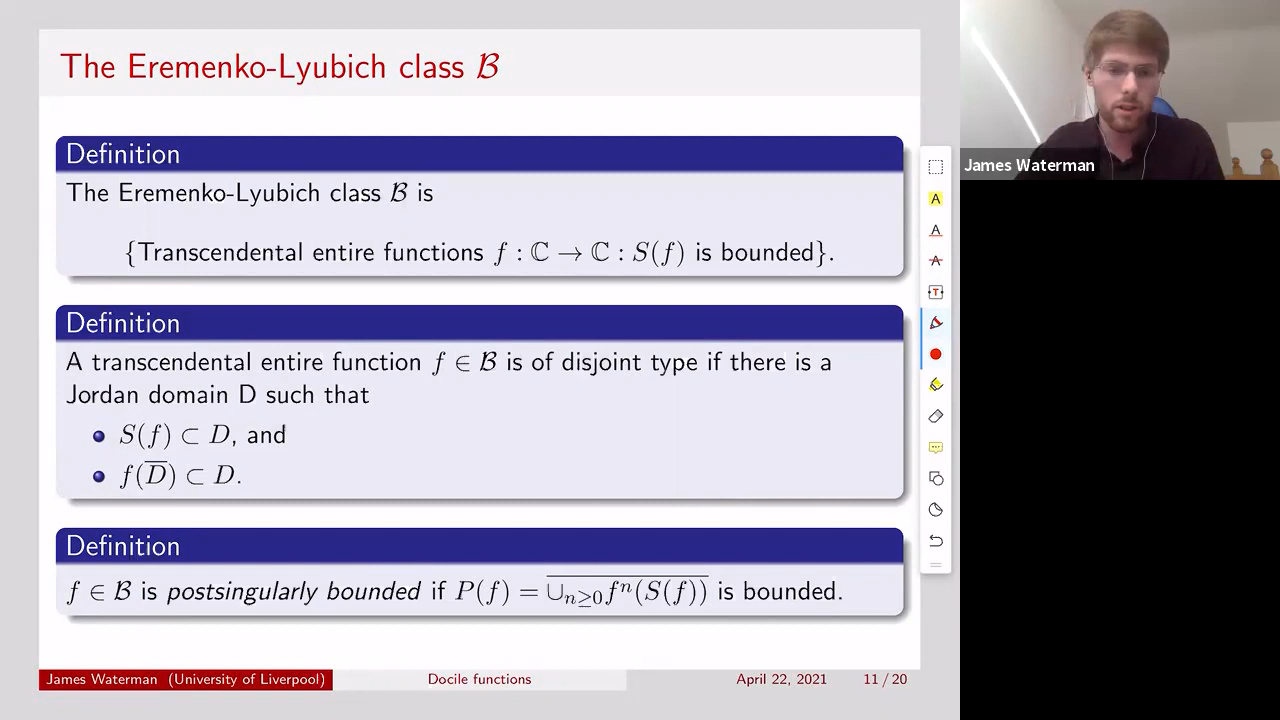 The Eremenko-Lyubich class ℬ
Definition
The Eremenko-Lyubich class ℬ is
{Transcendental entire functions f : ℂ → ℂ : S(f) is bounded}.
Definition
A transcendental entire function f ∈ ℬ is of disjoint type if there is a
Jordan domain D such that
S(f) ⊂ D, and
f(D̅) ⊂ D.
Definition
f ∈ ℬ is postsingularly bounded if P(f) = \overline{∪_{n≥0} f^n(S(f))} is bounded.
James Waterman (University of Liverpool)
Docile functions
April 22, 2021
11 / 20
James Waterman
A
A
A
T